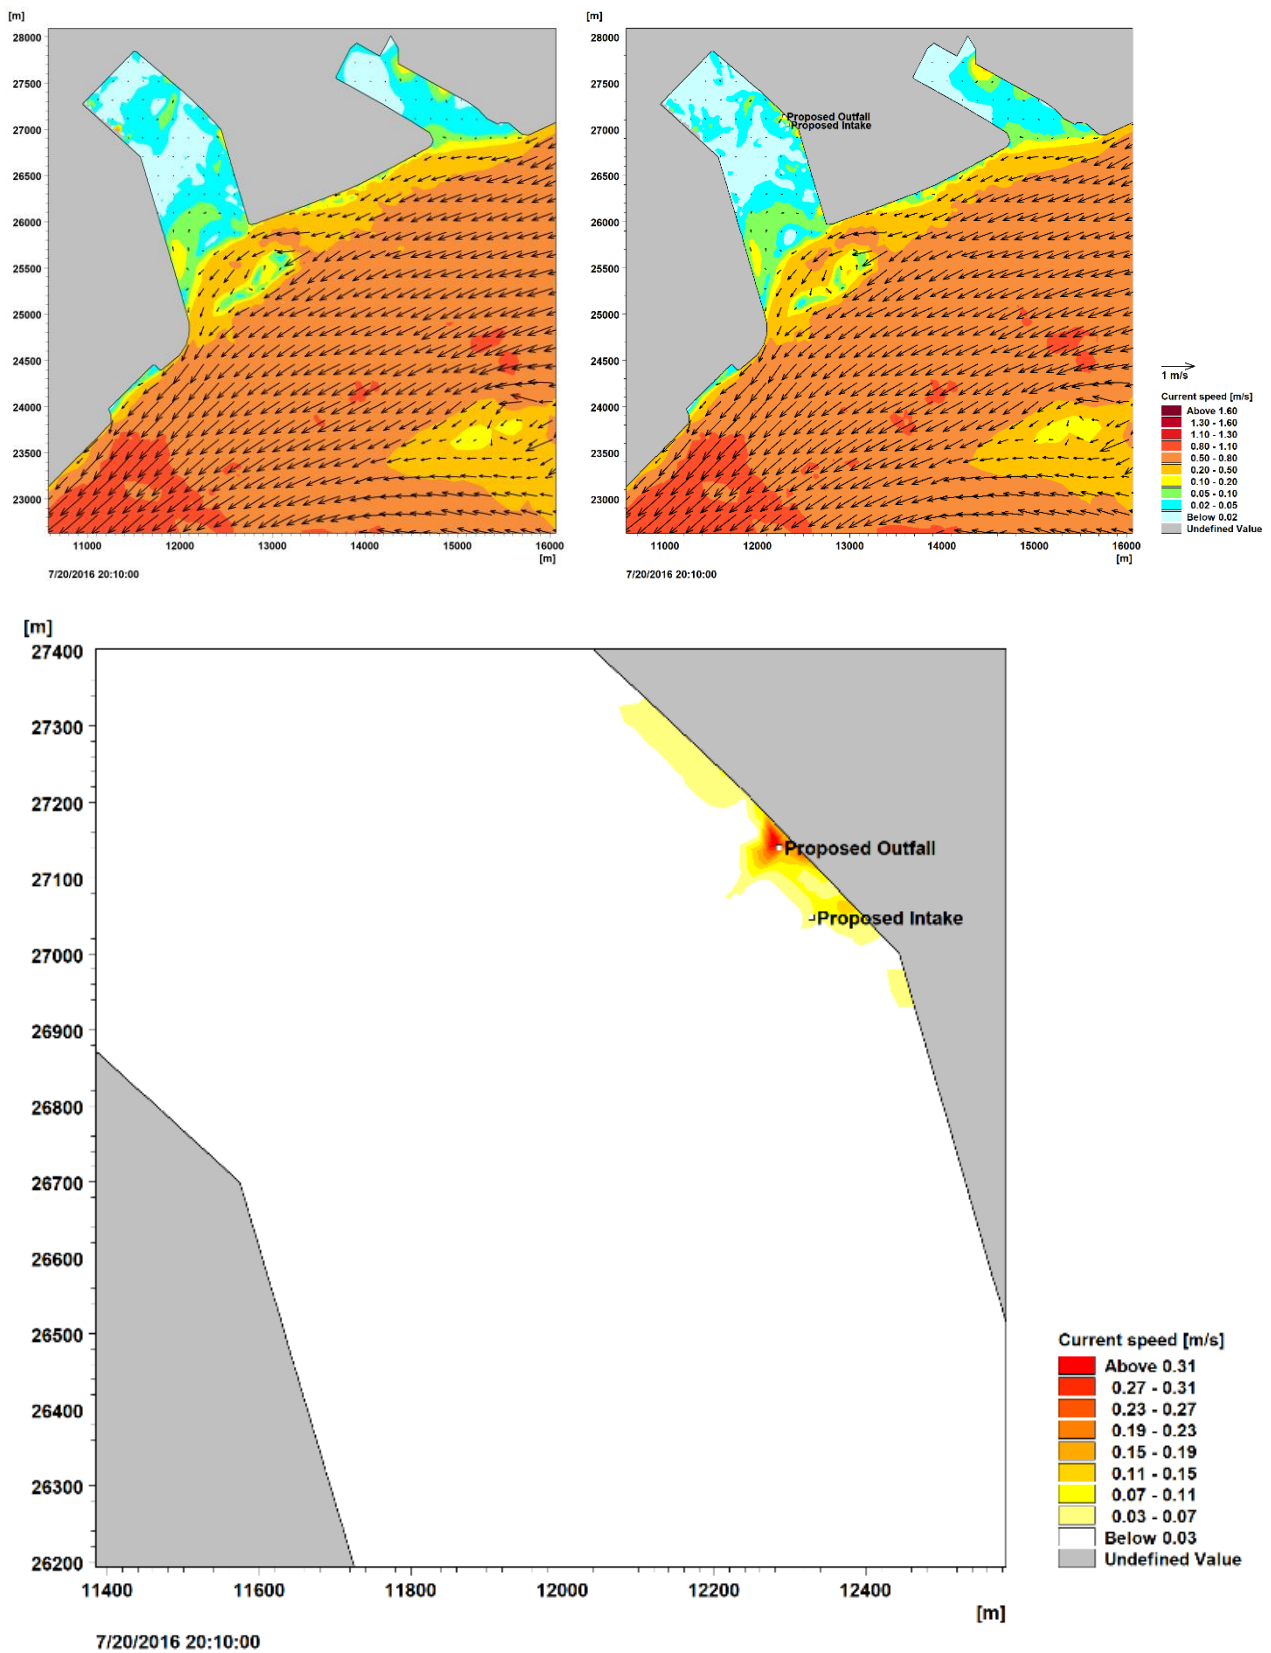 [m]
28000
27500
27000
26500
26000
25500
25000
24500
24000
23500
23000
11000 12000 13000 14000 15000 16000
[m]
7/20/2016 20:10:00
[m]
28000
27500
27000
26500
26000
25500
25000
24500
24000
23500
23000
Proposed Outfall
Proposed Intake
11000 12000 13000 14000 15000 16000
[m]
7/20/2016 20:10:00
1 m/s
Current speed [m/s]
Above 1.60
1.30 - 1.60
1.10 - 1.30
0.80 - 1.10
0.50 - 0.80
0.20 - 0.50
0.10 - 0.20
0.05 - 0.10
0.02 - 0.05
Below 0.02
Undefined Value
[m]
27400
27300
27200
27100
27000
26900
26800
26700
26600
26500
26400
26300
26200
Proposed Outfall
Proposed Intake
11400 11600 11800 12000 12200 12400
[m]
7/20/2016 20:10:00
Current speed [m/s]
Above 0.31
0.27 - 0.31
0.23 - 0.27
0.19 - 0.23
0.15 - 0.19
0.11 - 0.15
0.07 - 0.11
0.03 - 0.07
Below 0.03
Undefined Value